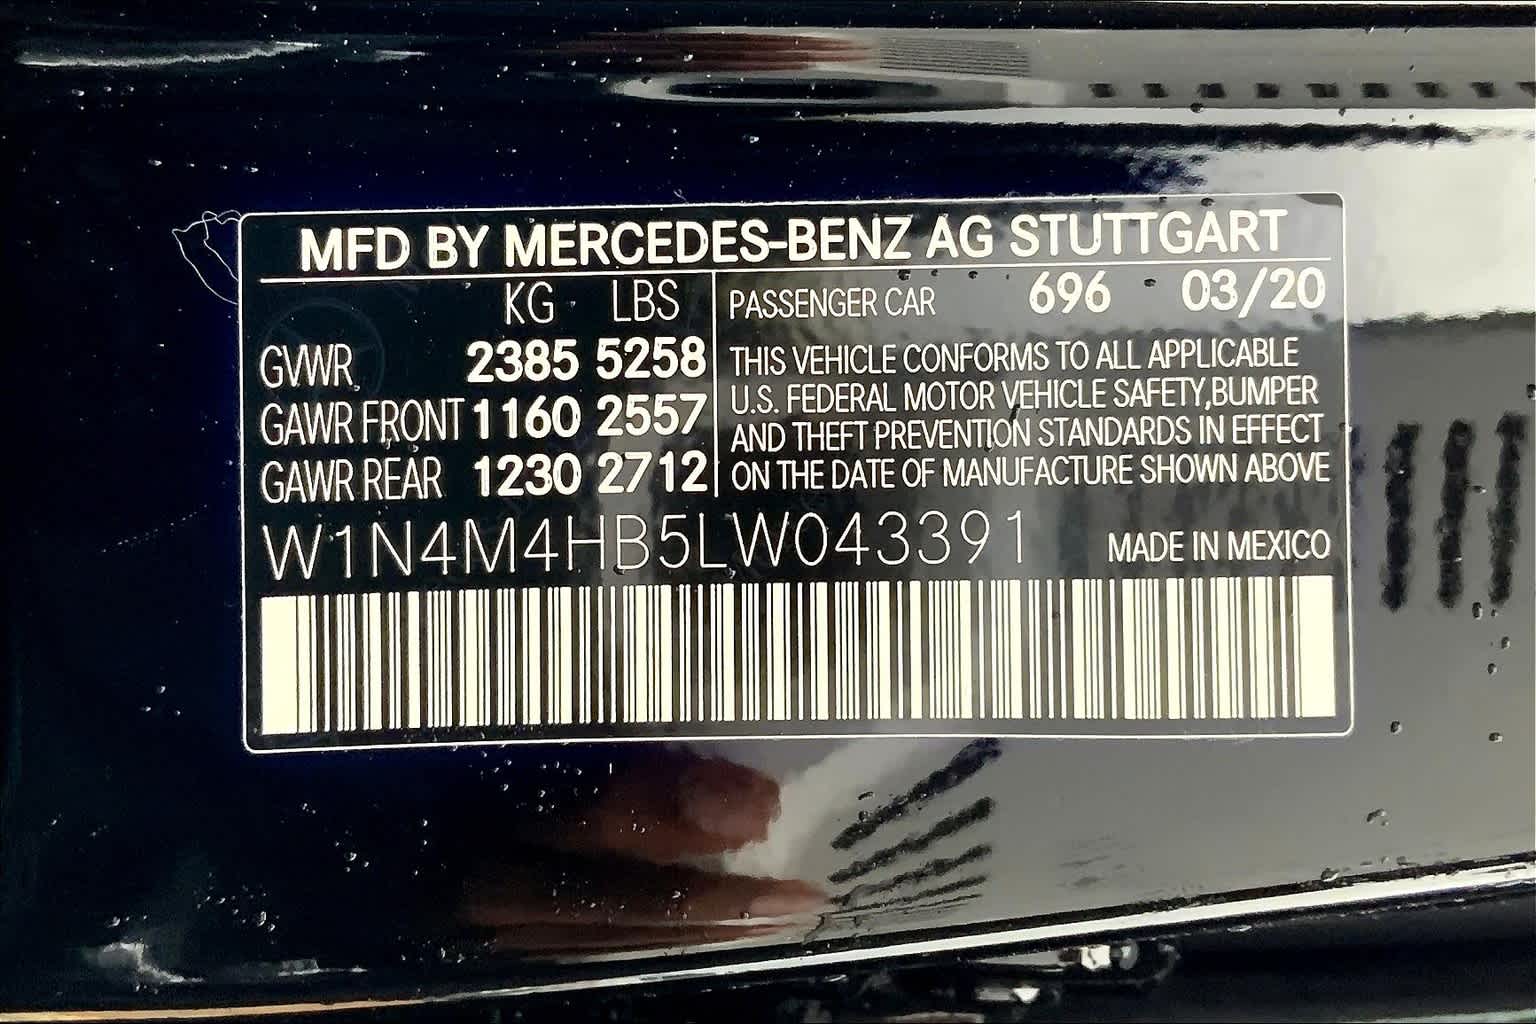 MFD BY MERCEDES-BENZ AG STUTTGART
KG LBS
GVWR 2385 5258
GAWR FRONT 1160 2557
GAWR REAR 1230 2712
PASSENGER CAR 696 03/20
THIS VEHICLE CONFORMS TO ALL APPLICABLE
U.S. FEDERAL MOTOR VEHICLE SAFETY,BUMPER
AND THEFT PREVENTION STANDARDS IN EFFECT
ON THE DATE OF MANUFACTURE SHOWN ABOVE
W1N4M4HB5LW043391 MADE IN MEXICO